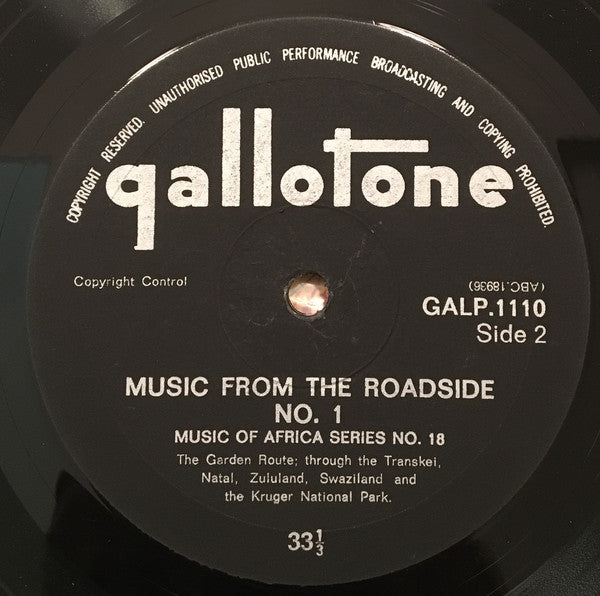 COPYRIGHT RESERVED. UNAUTHORISED PUBLIC PERFORMANCE BROADCASTING AND COPYING PROHIBITED.
gallotone
Copyright Control
(ABC.18936)
GALP.1110
Side 2
MUSIC FROM THE ROADSIDE
NO. 1
MUSIC OF AFRICA SERIES NO. 18
The Garden Route; through the Transkei,
Natal, Zululand, Swaziland and
the Kruger National Park.
33⅓